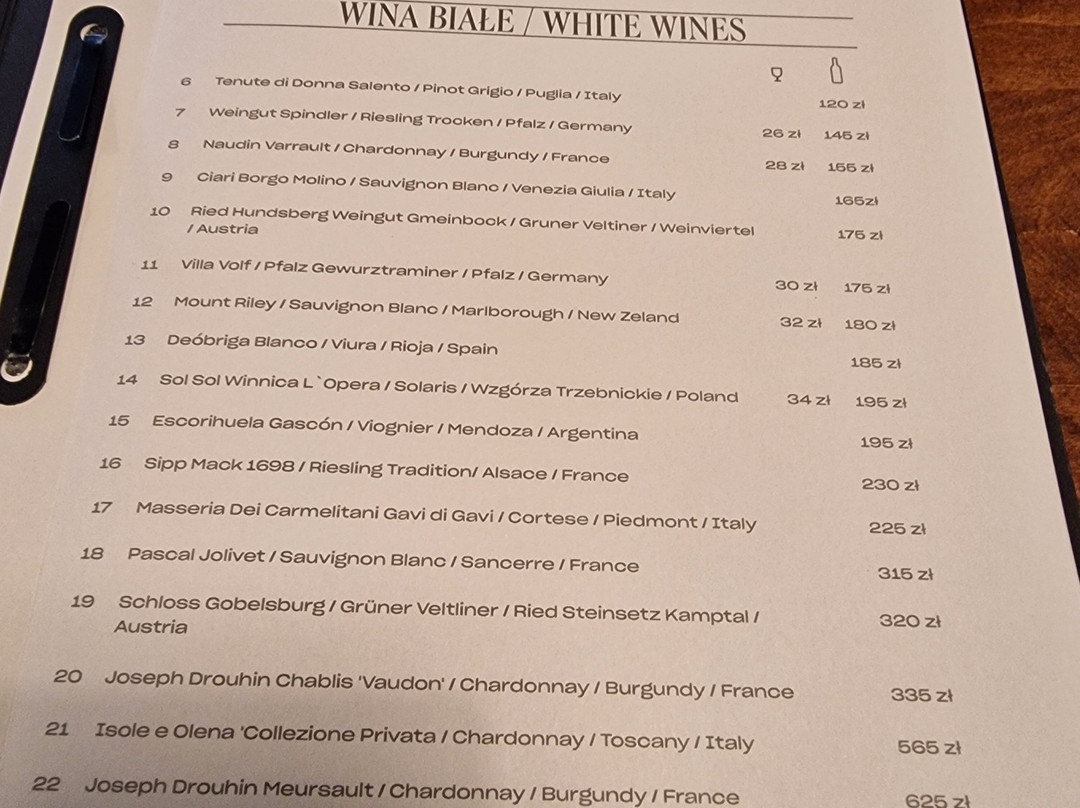 WINA BIAŁE / WHITE WINES
6 Tenute di Donna Salento / Pinot Grigio / Puglia / Italy 120 zł
7 Weingut Spindler / Riesling Trocken / Pfalz / Germany 26 zł 145 zł
8 Naudin Varrault / Chardonnay / Burgundy / France 28 zł 155 zł
9 Ciari Borgo Molino / Sauvignon Blanc / Venezia Giulia / Italy 165zł
10 Ried Hundsberg Weingut Gmeinbock / Gruner Veltiner / Weinviertel 175 zł
/ Austria
11 Villa Volf / Pfalz Gewurztraminer / Pfalz / Germany 30 zł 175 zł
12 Mount Riley / Sauvignon Blanc / Marlborough / New Zeland 32 zł 180 zł
13 Deóbriga Blanco / Viura / Rioja / Spain 185 zł
14 Sol Sol Winnica L`Opera / Solaris / Wzgórza Trzebnickie / Poland 34 zł 195 zł
15 Escorihuela Gascón / Viognier / Mendoza / Argentina 195 zł
16 Sipp Mack 1698 / Riesling Tradition/ Alsace / France 230 zł
17 Masseria Dei Carmelitani Gavi di Gavi / Cortese / Piedmont / Italy 225 zł
18 Pascal Jolivet / Sauvignon Blanc / Sancerre / France 315 zł
19 Schloss Gobelsburg / Grüner Veltliner / Ried Steinsetz Kamptal / 320 zł
Austria
20 Joseph Drouhin Chablis 'Vaudon' / Chardonnay / Burgundy / France 335 zł
21 Isole e Olena 'Collezione Privata / Chardonnay / Toscany / Italy 565 zł
22 Joseph Drouhin Meursault / Chardonnay / Burgundy / France 625 zł